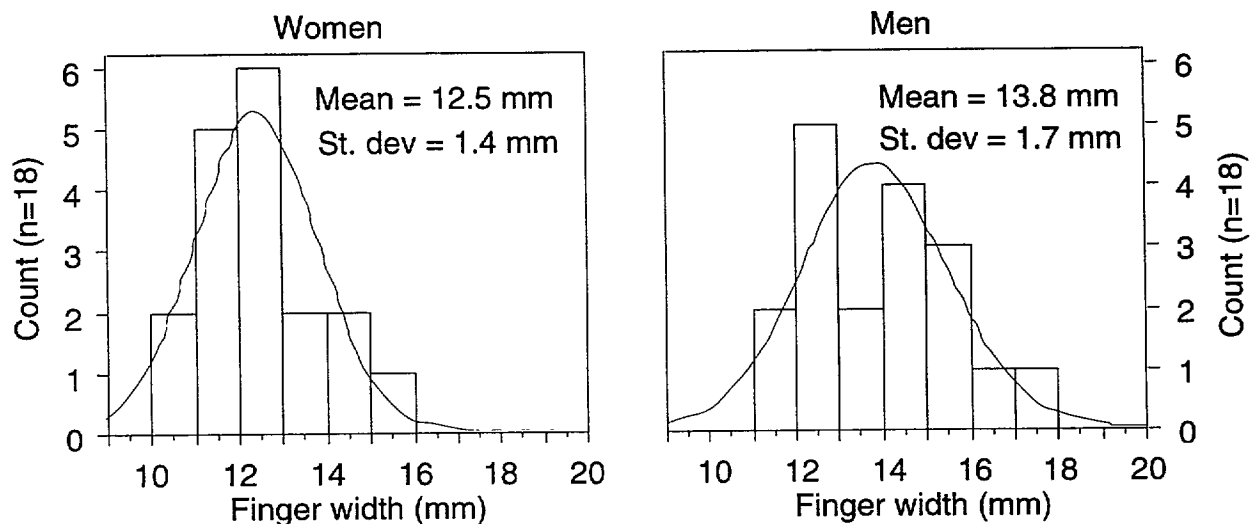 Women
6
5
4
3
2
1
0
Count (n=18)
Mean = 12.5 mm
St. dev = 1.4 mm
10 12 14 16 18 20
Finger width (mm)
Men
Mean = 13.8 mm
St. dev = 1.7 mm
6
5
4
3
2
1
0
Count (n=18)
10 12 14 16 18 20
Finger width (mm)